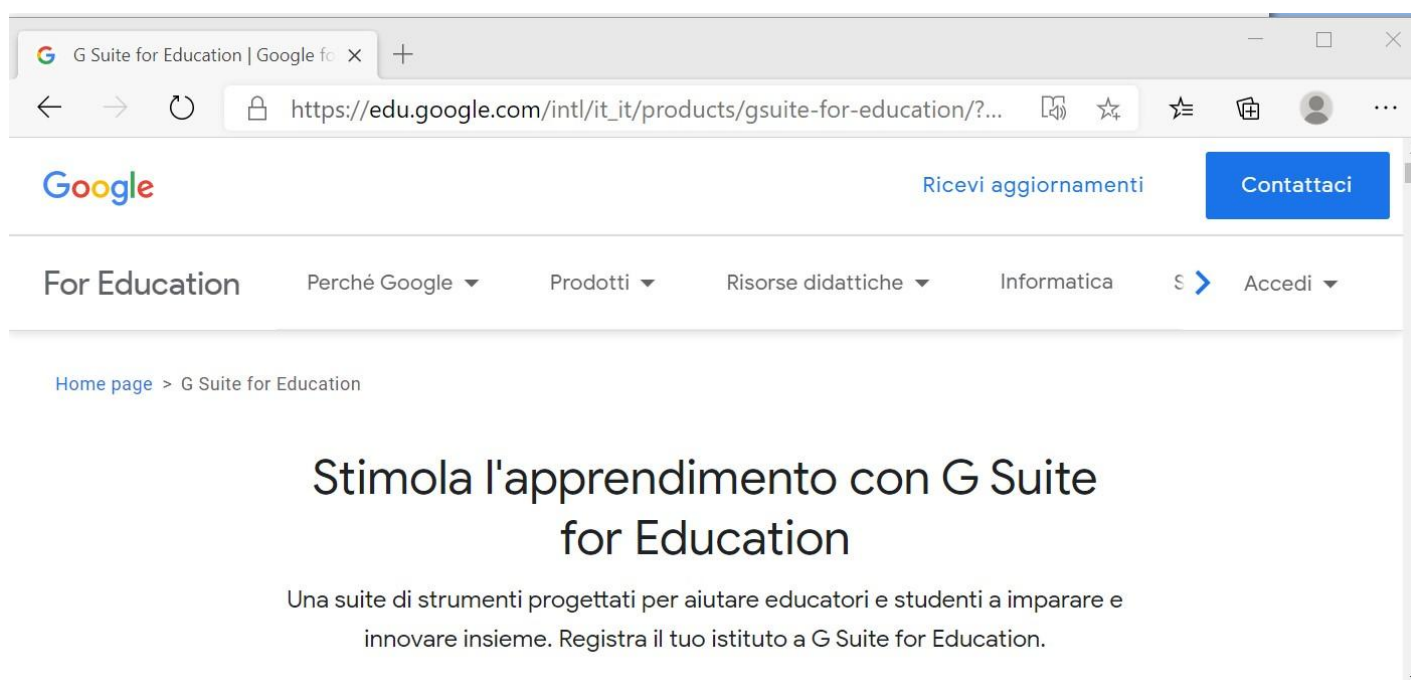 G Suite for Education | Google fo
https://edu.google.com/intl/it_it/products/gsuite-for-education/?...
Google
Ricevi aggiornamenti
Contattaci
For Education
Perché Google
Prodotti
Risorse didattiche
Informatica
S
Accedi
Home page > G Suite for Education
Stimola l'apprendimento con G Suite
for Education
Una suite di strumenti progettati per aiutare educatori e studenti a imparare e
innovare insieme. Registra il tuo istituto a G Suite for Education.